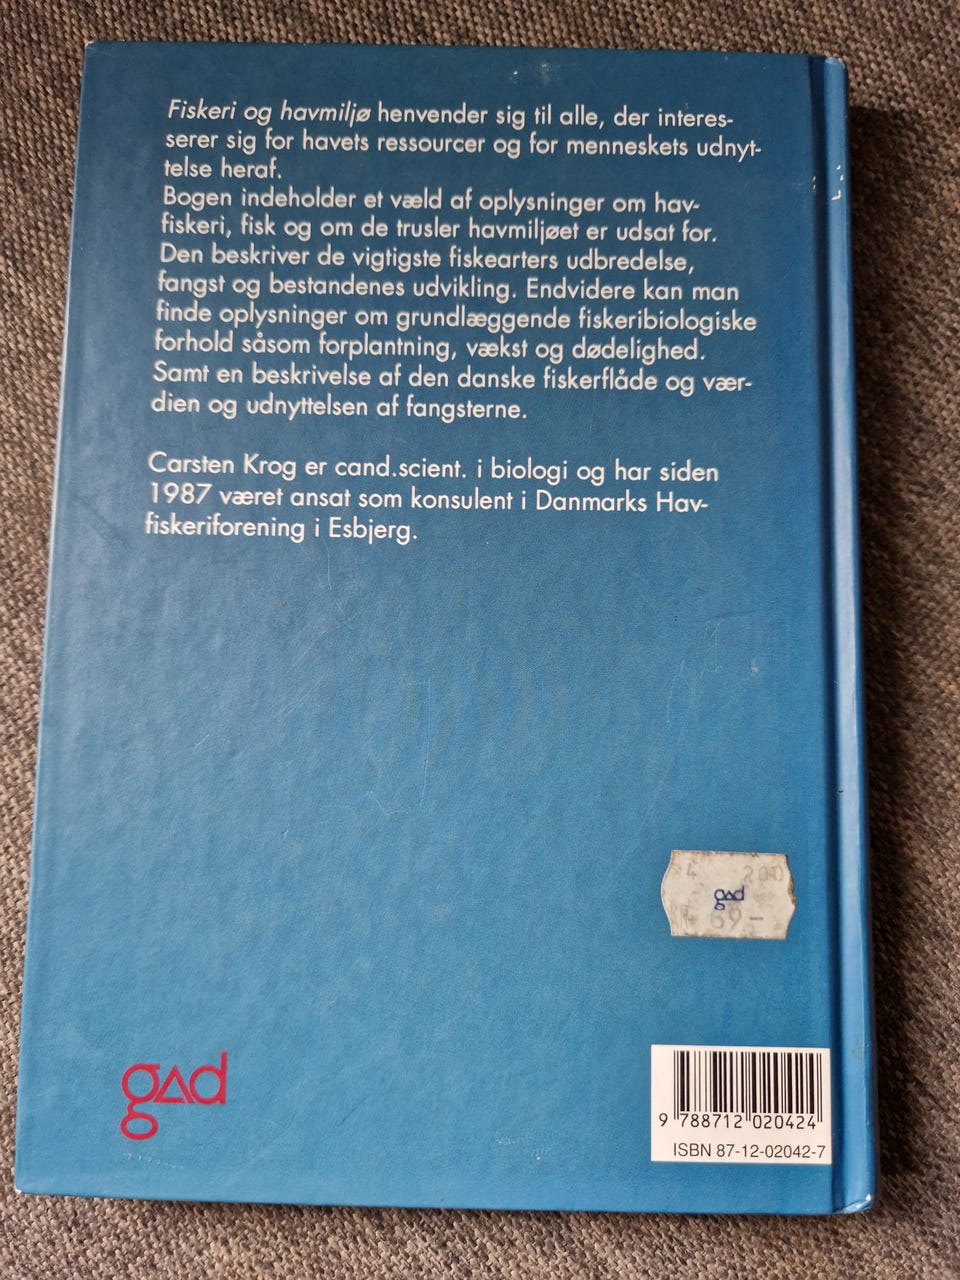 Fiskeri og havmiljø henvender sig til alle, der interes-
serer sig for havets ressourcer og for menneskets udnyt-
telse heraf.
Bogen indeholder et væld af oplysninger om hav-
fiskeri, fisk og om de trusler havmiljøet er udsat for.
Den beskriver de vigtigste fiskearters udbredelse,
fangst og bestandenes udvikling. Endvidere kan man
finde oplysninger om grundlæggende fiskeribiologiske
forhold såsom forplantning, vækst og dødelighed.
Samt en beskrivelse af den danske fiskerflåde og vær-
dien og udnyttelsen af fangsterne.
Carsten Krog er cand.scient. i biologi og har siden
1987 været ansat som konsulent i Danmarks Hav-
fiskeriforening i Esbjerg.
200
gad
69.-
gad
9 788712 020424
ISBN 87-12-02042-7